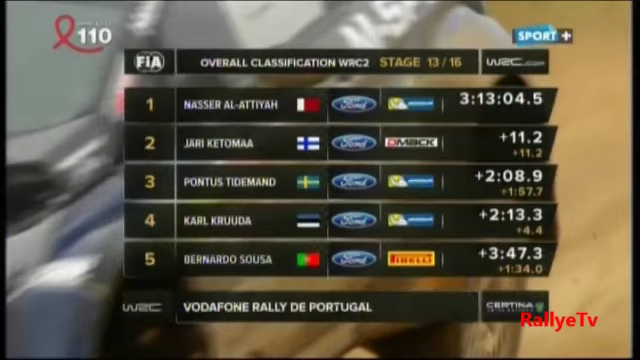 110
SPORT +
FIA
OVERALL CLASSIFICATION WRC2 STAGE 13 / 16
WRC
1 NASSER AL-ATTIYAH Ford 3:13:04.5
2 JARI KETOMAA Ford DMACK +11.2
+11.2
3 PONTUS TIDEMAND Ford +2:08.9
+1:57.7
4 KARL KRUUDA Ford +2:13.3
+4.4
5 BERNARDO SOUSA Ford PIRELLI +3:47.3
+1:34.0
WRC VODAFONE RALLY DE PORTUGAL CERTINA
RallyeTv